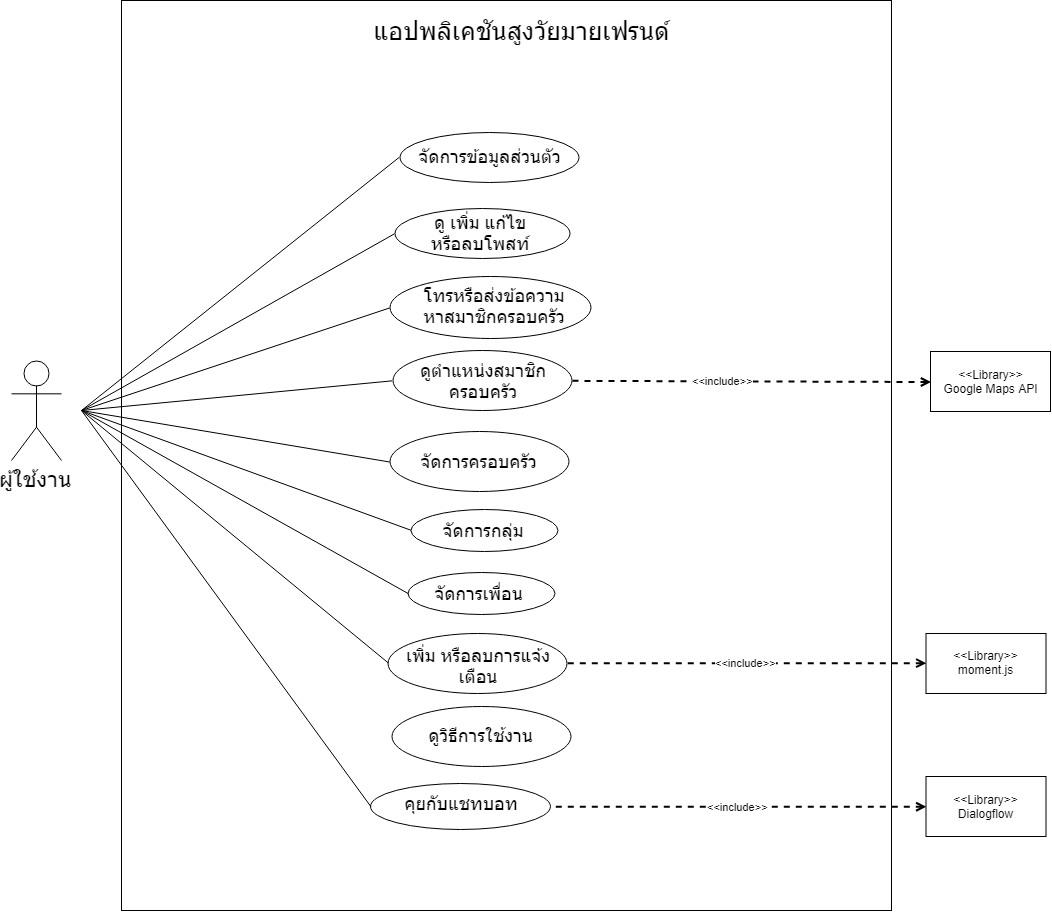 แอปพลิเคชันสูงวัยมายเฟรนด์
จัดการข้อมูลส่วนตัว
ดู เพิ่ม แก้ไข
หรือลบโพสท์
โทรหรือส่งข้อความ
หาสมาชิกครอบครัว
ดูตำแหน่งสมาชิก
ครอบครัว
<<include>>
<<Library>>
Google Maps API
ผู้ใช้งาน
จัดการครอบครัว
จัดการกลุ่ม
จัดการเพื่อน
เพิ่ม หรือลบการแจ้ง
เตือน
<<include>>
<<Library>>
moment.js
ดูวิธีการใช้งาน
คุยกับแชทบอท
<<include>>
<<Library>>
Dialogflow